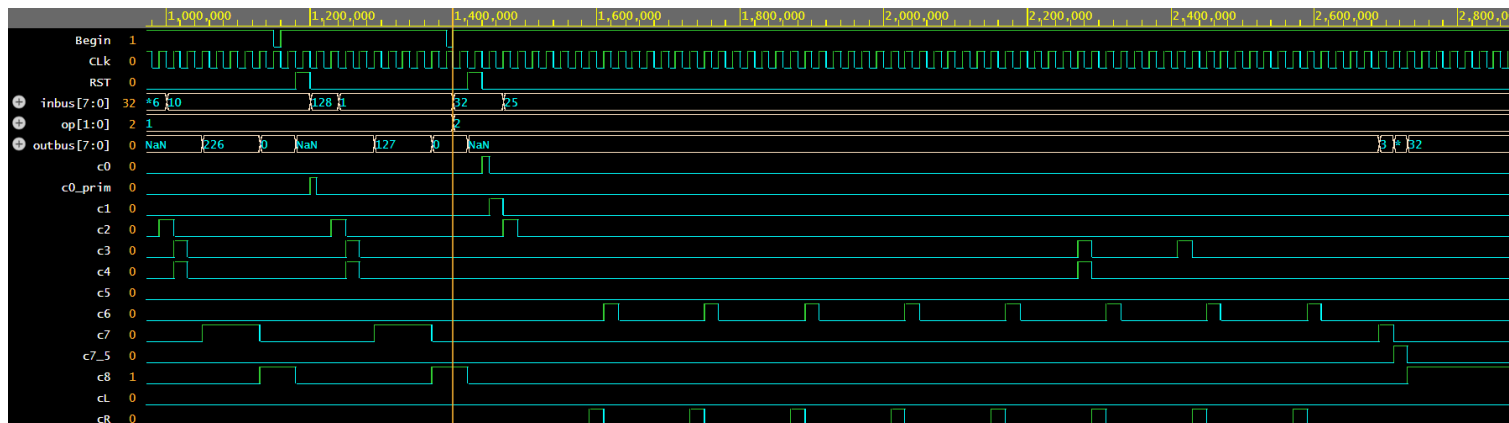 1,000,000 1,200,000 1,400,000 1,600,000 1,800,000 2,000,000 2,200,000 2,400,000 2,600,000 2,800,0
Begin 1
CLk 0
RST 0
inbus[7:0] 32 *6 10 128 1 32 25
op[1:0] 2 1 2
outbus[7:0] 0 NaN 226 0 NaN 127 0 NaN 3 * 32
c0 0
c0_prim 0
c1 0
c2 0
c3 0
c4 0
c5 0
c6 0
c7 0
c7_5 0
c8 1
cL 0
cR 0